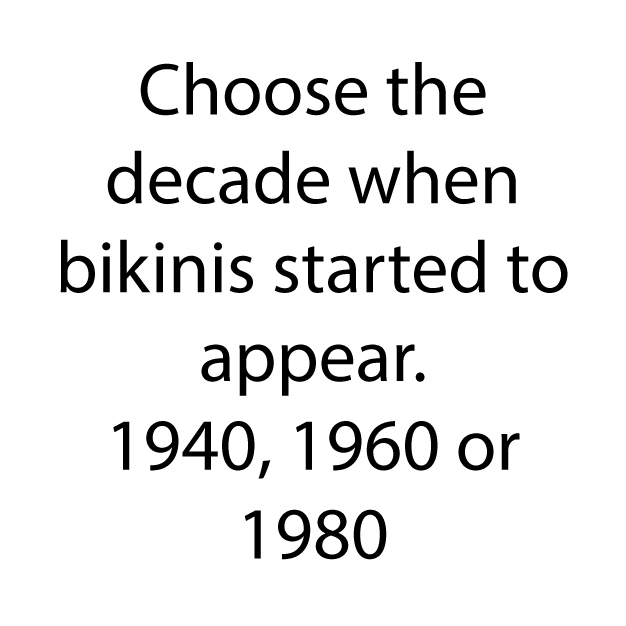 Choose the
decade when
bikinis started to
appear.
1940, 1960 or
1980